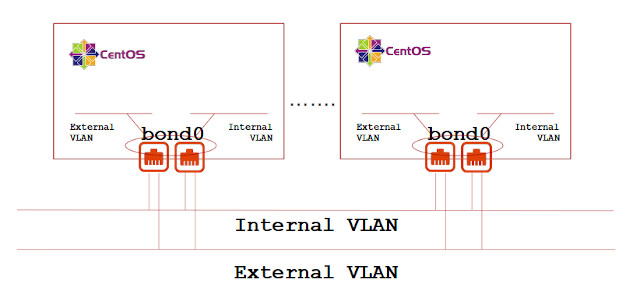 CentOS
CentOS
.......
External VLAN
bond0
Internal VLAN
External VLAN
bond0
Internal VLAN
Internal VLAN
External VLAN